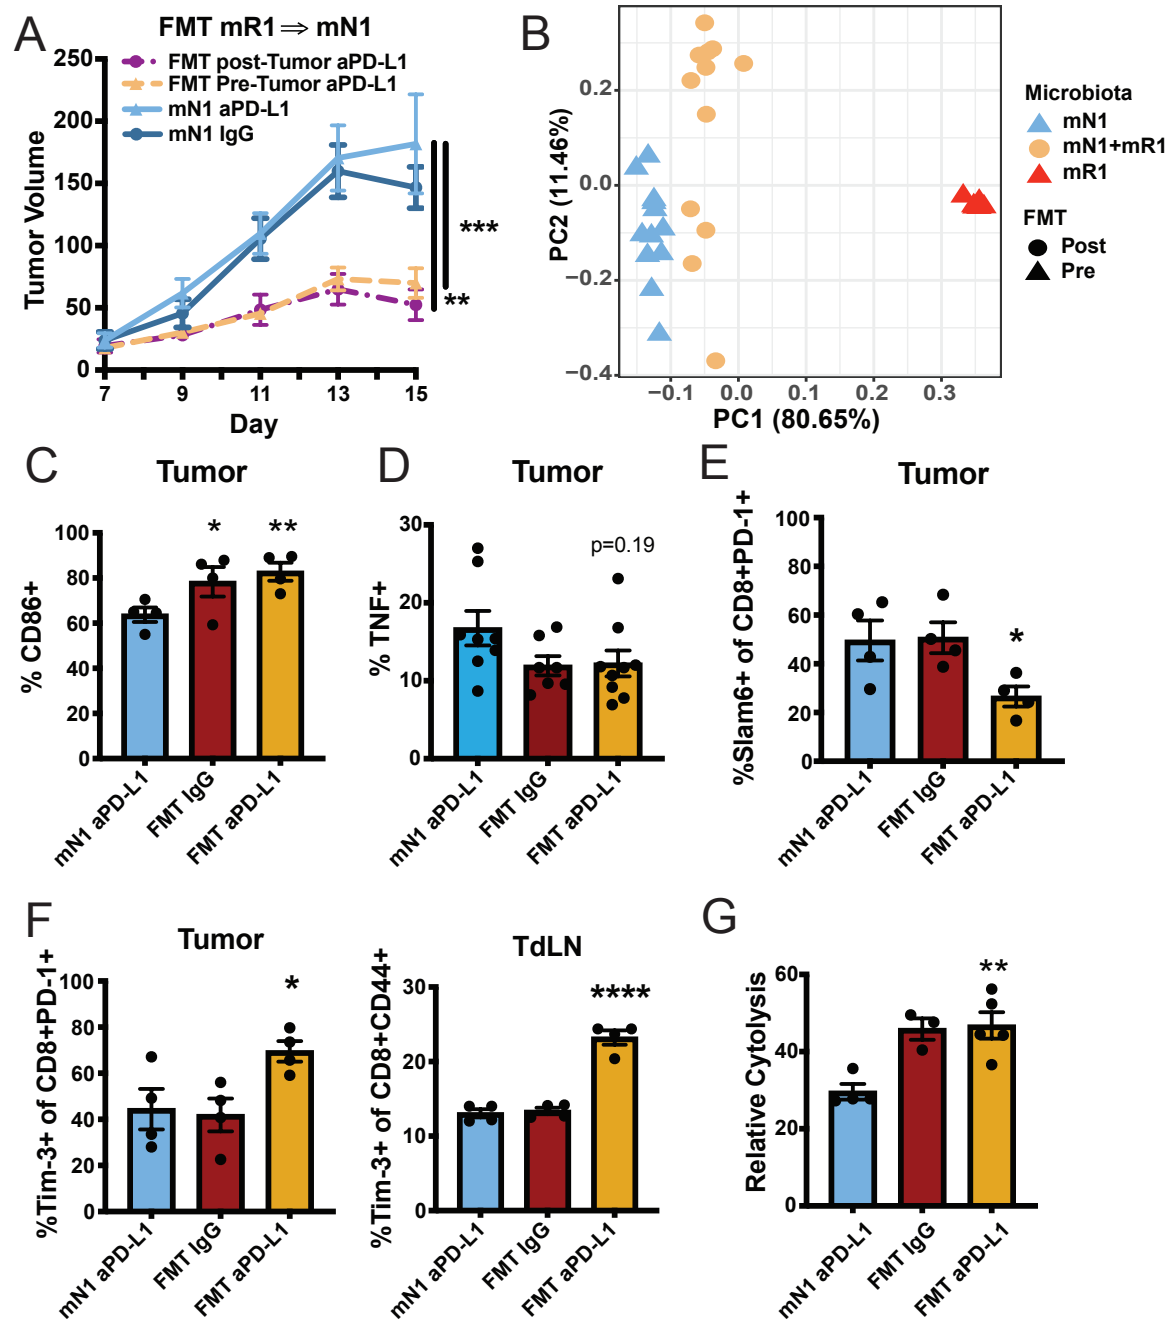 A
FMT mR1⇒mN1
FMT post-Tumor aPD-L1
FMT Pre-Tumor aPD-L1
mN1 aPD-L1
mN1 IgG
Tumor Volume
250
200
150
100
50
0
7 9 11 13 15
Day
***
**
B
PC2 (11.46%)
0.2
0.0
−0.2
−0.4
−0.1 0.0 0.1 0.2 0.3
PC1 (80.65%)
Microbiota
mN1
mN1+mR1
mR1
FMT
Post
Pre
C
Tumor
% CD86+
100
80
60
40
20
0
* **
mN1 aPD-L1
FMT IgG
FMT aPD-L1
D
Tumor
% TNF+
30
20
10
0
p=0.19
mN1 aPD-L1
FMT IgG
FMT aPD-L1
E
Tumor
%Slam6+ of CD8+PD-1+
100
80
60
40
20
0
*
mN1 aPD-L1
FMT IgG
FMT aPD-L1
F
Tumor
%Tim-3+ of CD8+PD-1+
100
80
60
40
20
0
*
mN1 aPD-L1
FMT IgG
FMT aPD-L1
TdLN
%Tim-3+ of CD8+CD44+
30
20
10
0
****
mN1 aPD-L1
FMT IgG
FMT aPD-L1
G
Relative Cytolysis
60
40
20
0
**
mN1 aPD-L1
FMT IgG
FMT aPD-L1